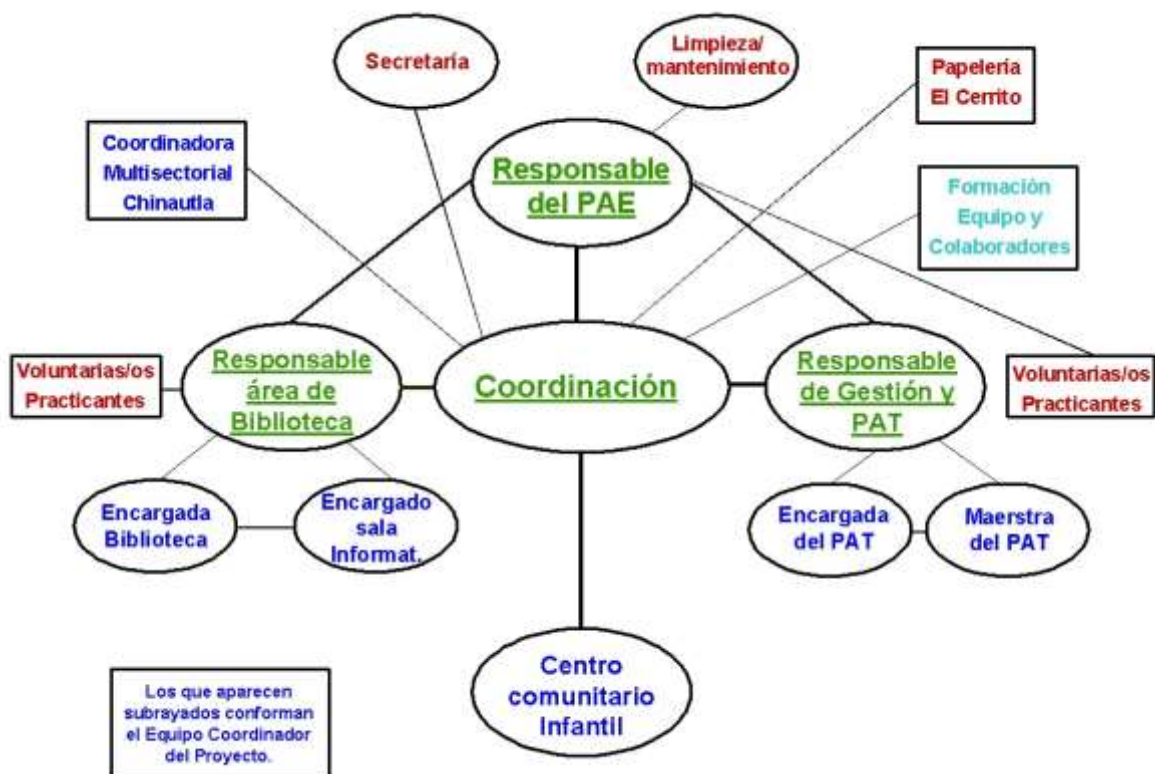 Secretaría
Limpieza/
mantenimiento
Papelería
El Cerrito
Coordinadora
Multisectorial
Chinautla
Responsable
del PAE
Formación
Equipo y
Colaboradores
Voluntarias/os
Practicantes
Responsable
área de
Biblioteca
Coordinación
Responsable
de Gestión y
PAT
Voluntarias/os
Practicantes
Encargada
Biblioteca
Encargado
sala
Informat.
Encargada
del PAT
Maerstra
del PAT
Centro
comunitario
Infantil
Los que aparecen
subrayados conforman
el Equipo Coordinador
del Proyecto.